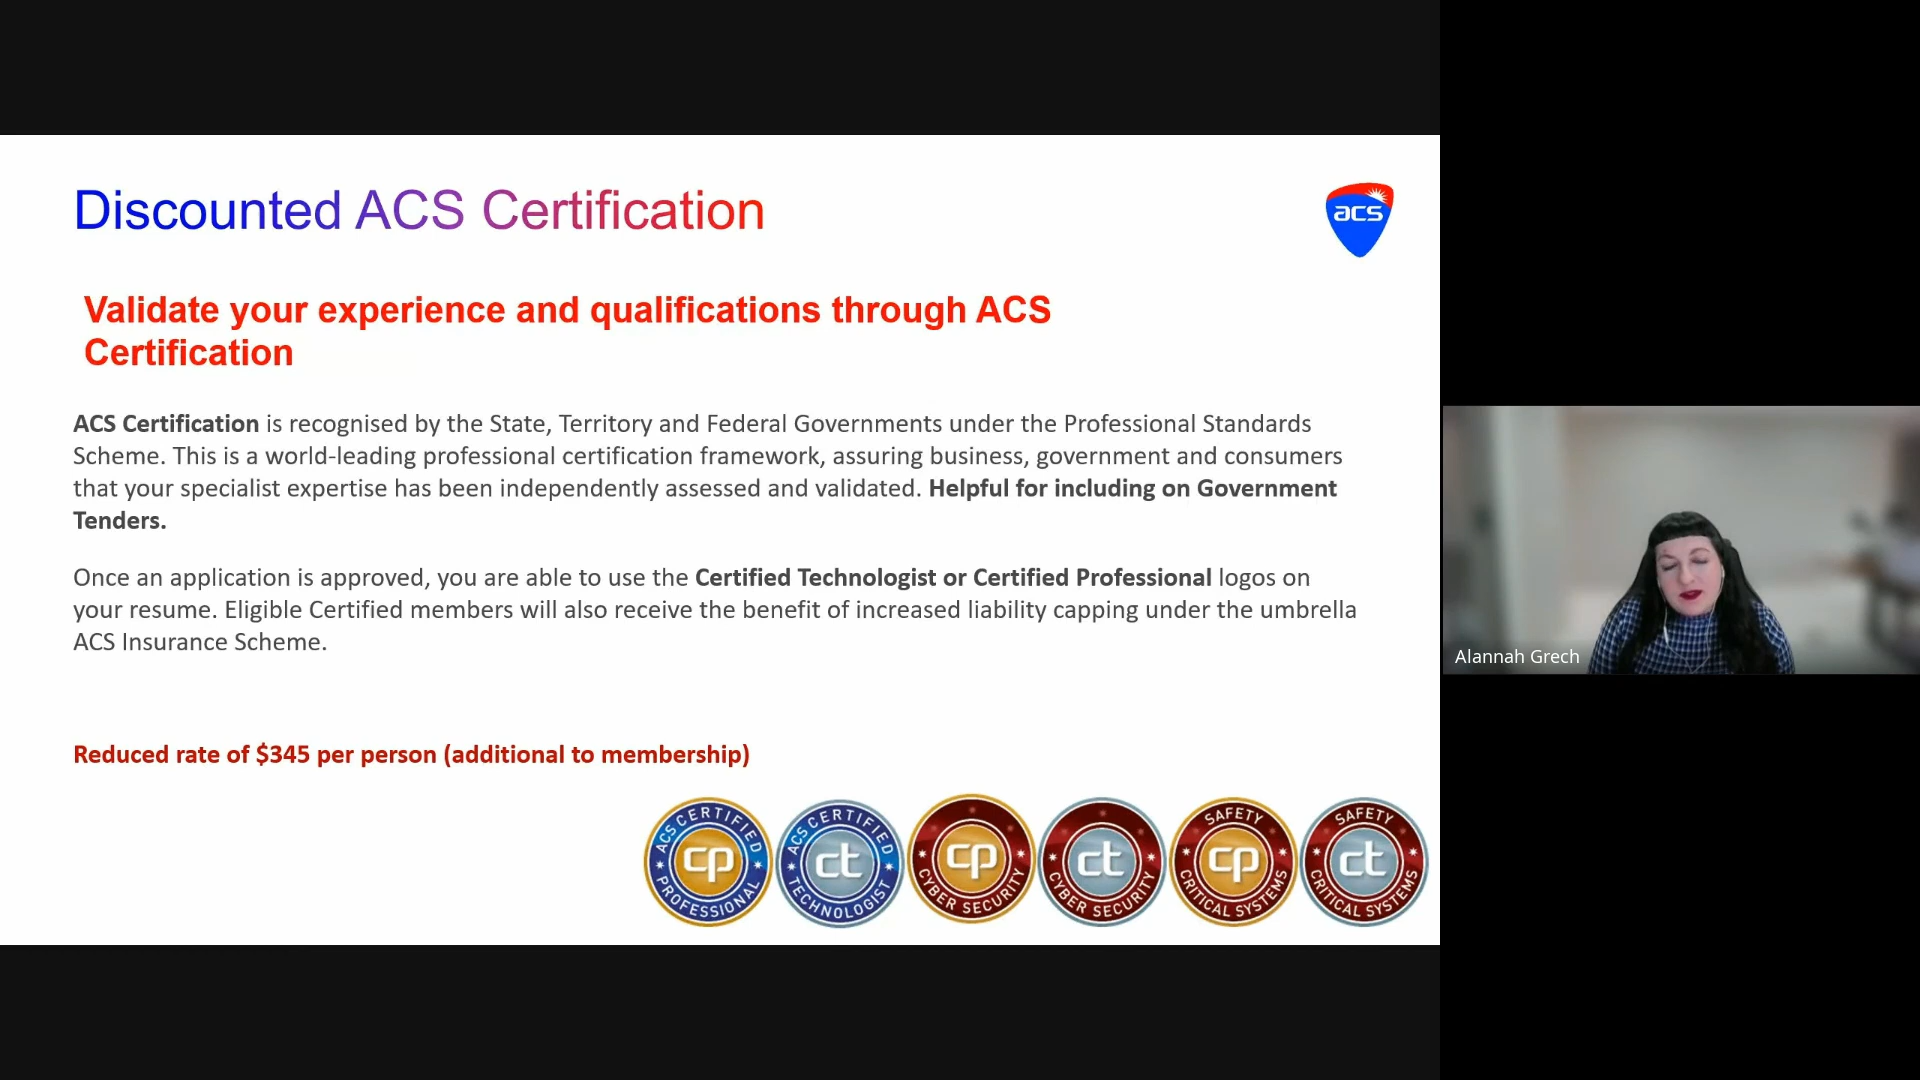 Discounted ACS Certification
acs
Validate your experience and qualifications through ACS
Certification
ACS Certification is recognised by the State, Territory and Federal Governments under the Professional Standards
Scheme. This is a world-leading professional certification framework, assuring business, government and consumers
that your specialist expertise has been independently assessed and validated. Helpful for including on Government
Tenders.
Once an application is approved, you are able to use the Certified Technologist or Certified Professional logos on
your resume. Eligible Certified members will also receive the benefit of increased liability capping under the umbrella
ACS Insurance Scheme.
Reduced rate of $345 per person (additional to membership)
ACS CERTIFIED
cp
PROFESSIONAL
ACS CERTIFIED
ct
TECHNOLOGIST
cp
CYBER SECURITY
ct
CYBER SECURITY
SAFETY
cp
CRITICAL SYSTEMS
SAFETY
ct
CRITICAL SYSTEMS
Alannah Grech